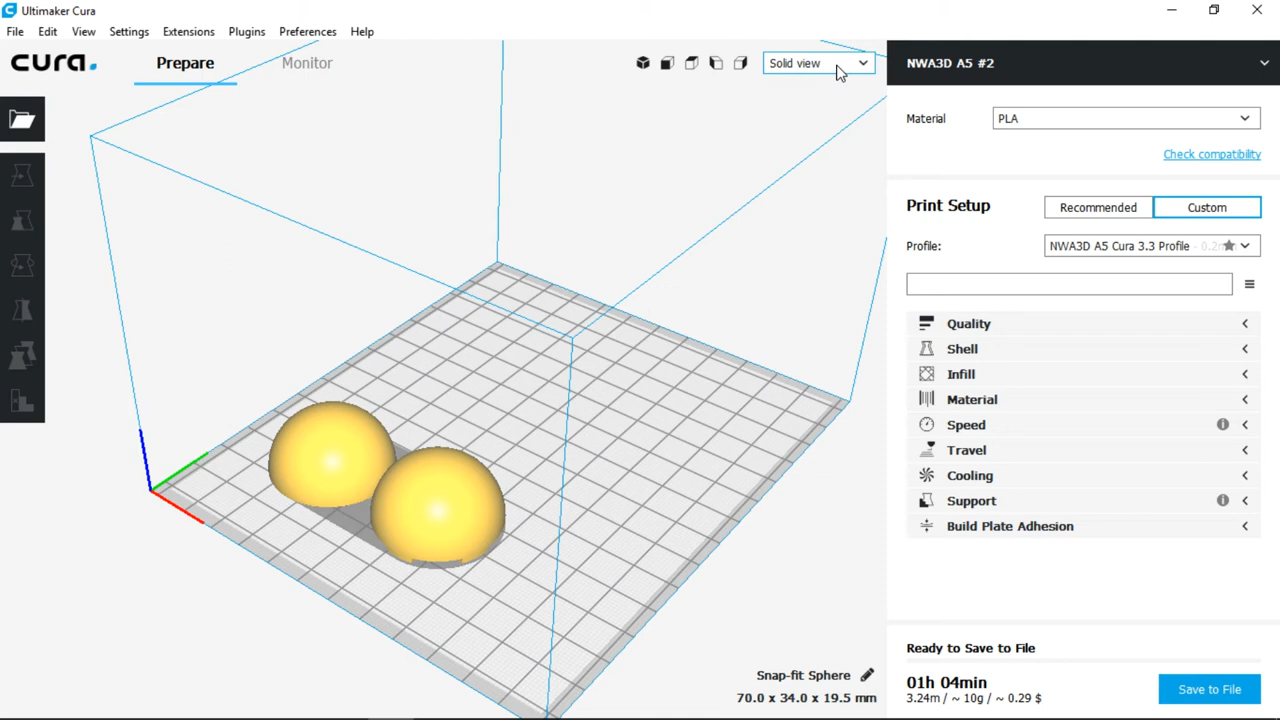 Ultimaker Cura
File Edit View Settings Extensions Plugins Preferences Help
cura.
Prepare
Monitor
Solid view
NWA3D A5 #2
Material
PLA
Check compatibility
Print Setup
Recommended
Custom
Profile:
NWA3D A5 Cura 3.3 Profile
Quality
Shell
Infill
Material
Speed
Travel
Cooling
Support
Build Plate Adhesion
Snap-fit Sphere
70.0 x 34.0 x 19.5 mm
Ready to Save to File
01h 04min
3.24m / ~ 10g / ~ 0.29 $
Save to File